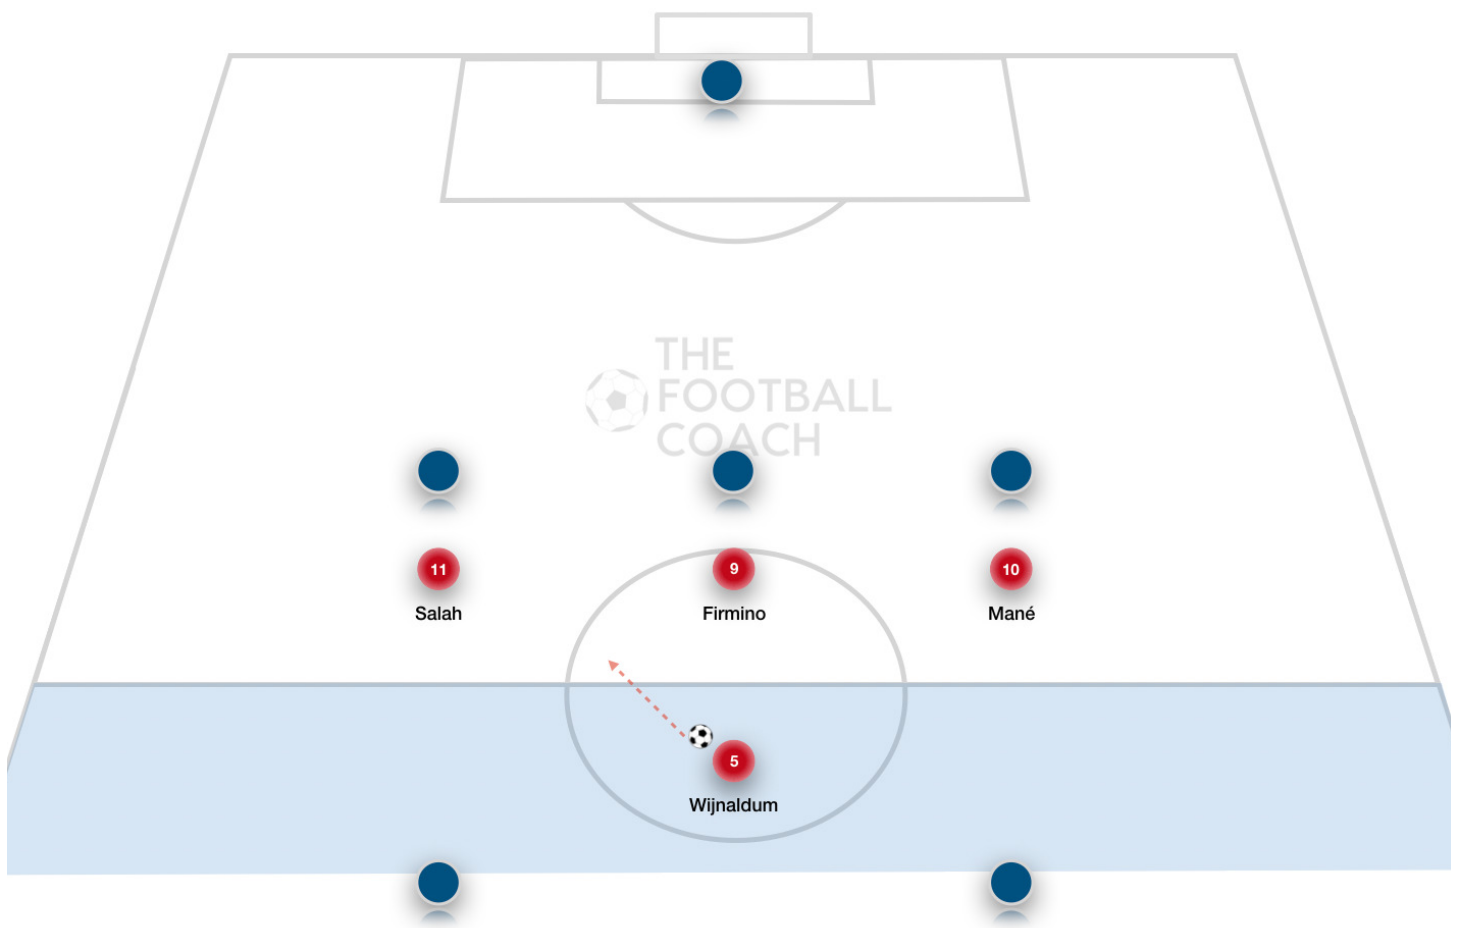 THE
FOOTBALL
COACH
11
9
10
Salah
Firmino
Mané
5
Wijnaldum